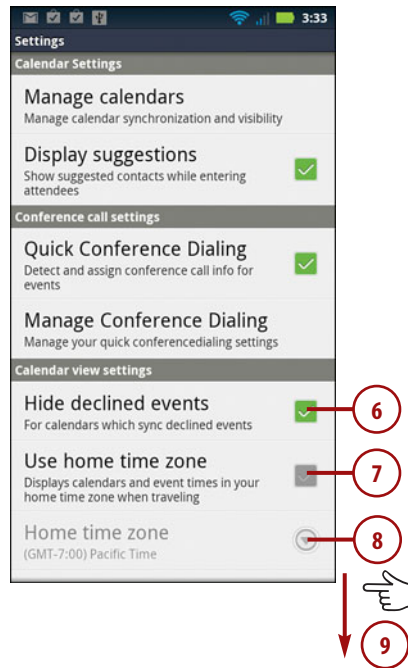 3:33
Settings
Calendar Settings
Manage calendars
Manage calendar synchronization and visibility
Display suggestions
Show suggested contacts while entering
attendees
Conference call settings
Quick Conference Dialing
Detect and assign conference call info for
events
Manage Conference Dialing
Manage your quick conferencedialing settings
Calendar view settings
Hide declined events
For calendars which sync declined events
6
Use home time zone
Displays calendars and event times in your
home time zone when traveling
7
Home time zone
(GMT-7:00) Pacific Time
8
9